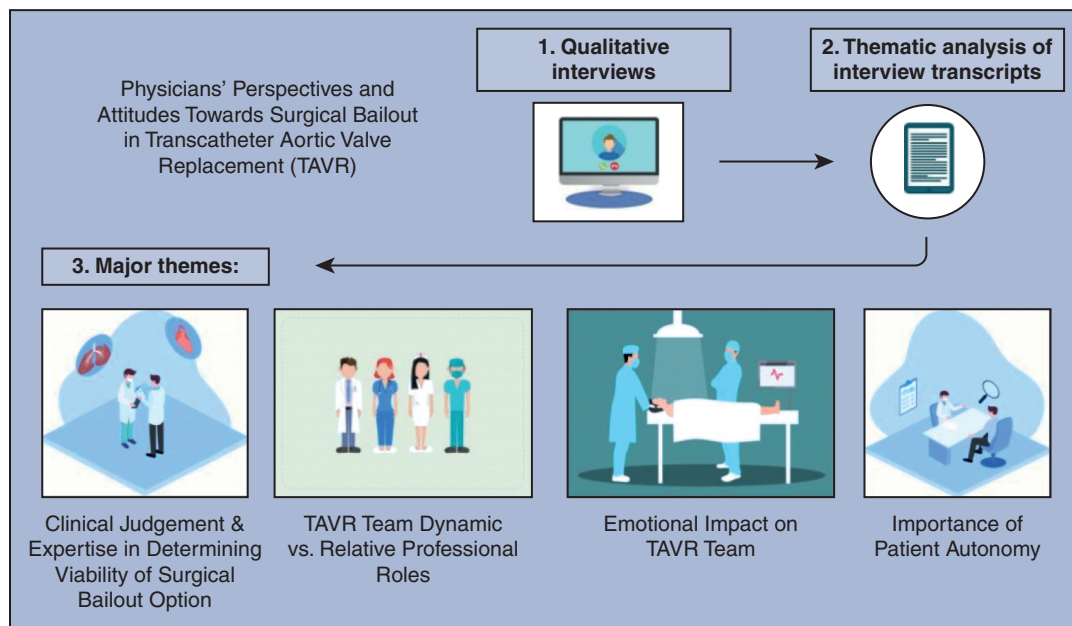 Physicians' Perspectives and
Attitudes Towards Surgical Bailout
in Transcatheter Aortic Valve
Replacement (TAVR)
1. Qualitative
interviews
2. Thematic analysis of
interview transcripts
3. Major themes:
Clinical Judgement &
Expertise in Determining
Viability of Surgical
Bailout Option
TAVR Team Dynamic
vs. Relative Professional
Roles
Emotional Impact on
TAVR Team
Importance of
Patient Autonomy